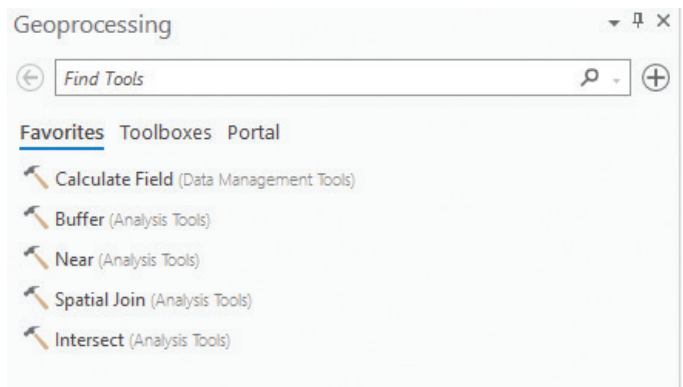 Geoprocessing
Find Tools
Favorites Toolboxes Portal
Calculate Field (Data Management Tools)
Buffer (Analysis Tools)
Near (Analysis Tools)
Spatial Join (Analysis Tools)
Intersect (Analysis Tools)